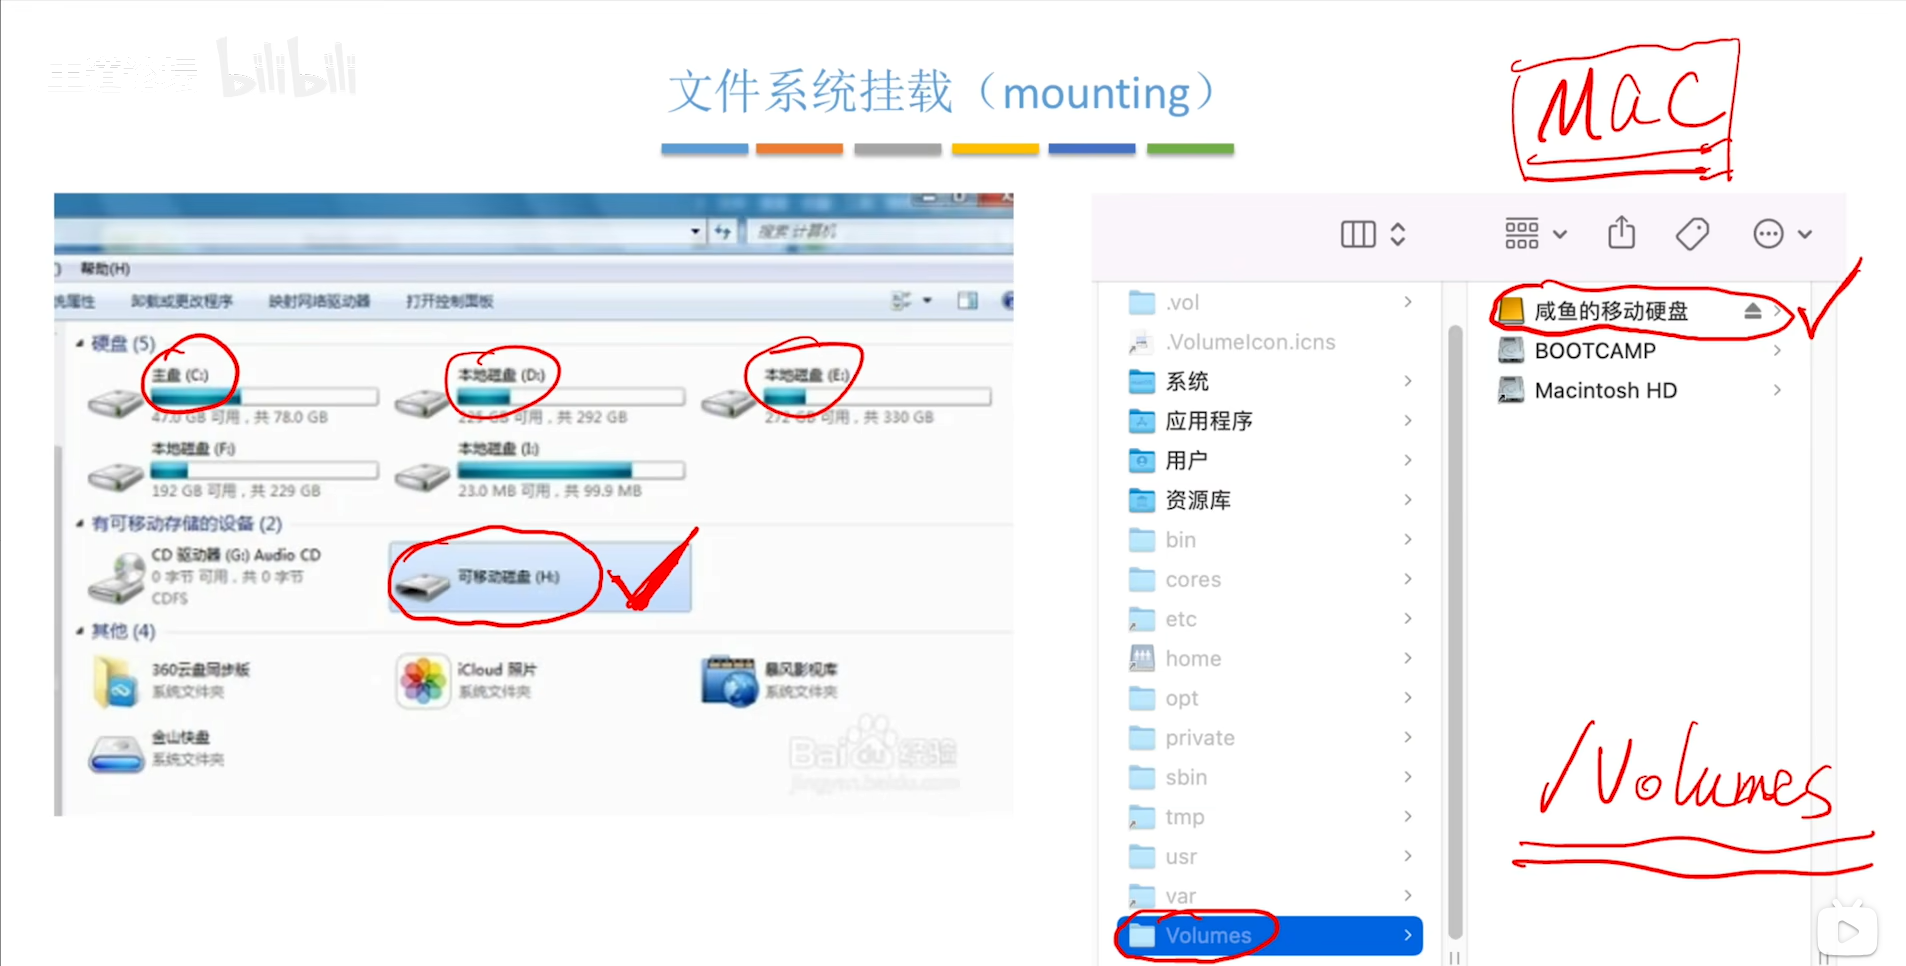 bilibili
文件系统挂载（mounting）
MAC
搜索 计算机
帮助(H)
统属性 卸载或更改程序 映射网络驱动器 打开控制面板
硬盘 (5)
主盘 (C:) 本地磁盘 (D:) 本地磁盘 (E:)
47.0 GB 可用，共 78.0 GB 225 GB 可用，共 292 GB 272 GB 可用，共 330 GB
本地磁盘 (F:) 本地磁盘 (I:)
192 GB 可用，共 229 GB 23.0 MB 可用，共 99.9 MB
有可移动存储的设备 (2)
CD 驱动器 (G:) Audio CD
0 字节 可用，共 0 字节
CDFS
可移动磁盘 (H:)
其他 (4)
360云盘同步版 iCloud 照片 暴风影视库
系统文件夹 系统文件夹 系统文件夹
金山快盘
系统文件夹
Baidu 经验
jingyan.baidu.com
.vol
.VolumeIcon.icns
系统
应用程序
用户
资源库
bin
cores
etc
home
opt
private
sbin
tmp
usr
var
Volumes
咸鱼的移动硬盘
BOOTCAMP
Macintosh HD
/Volumes